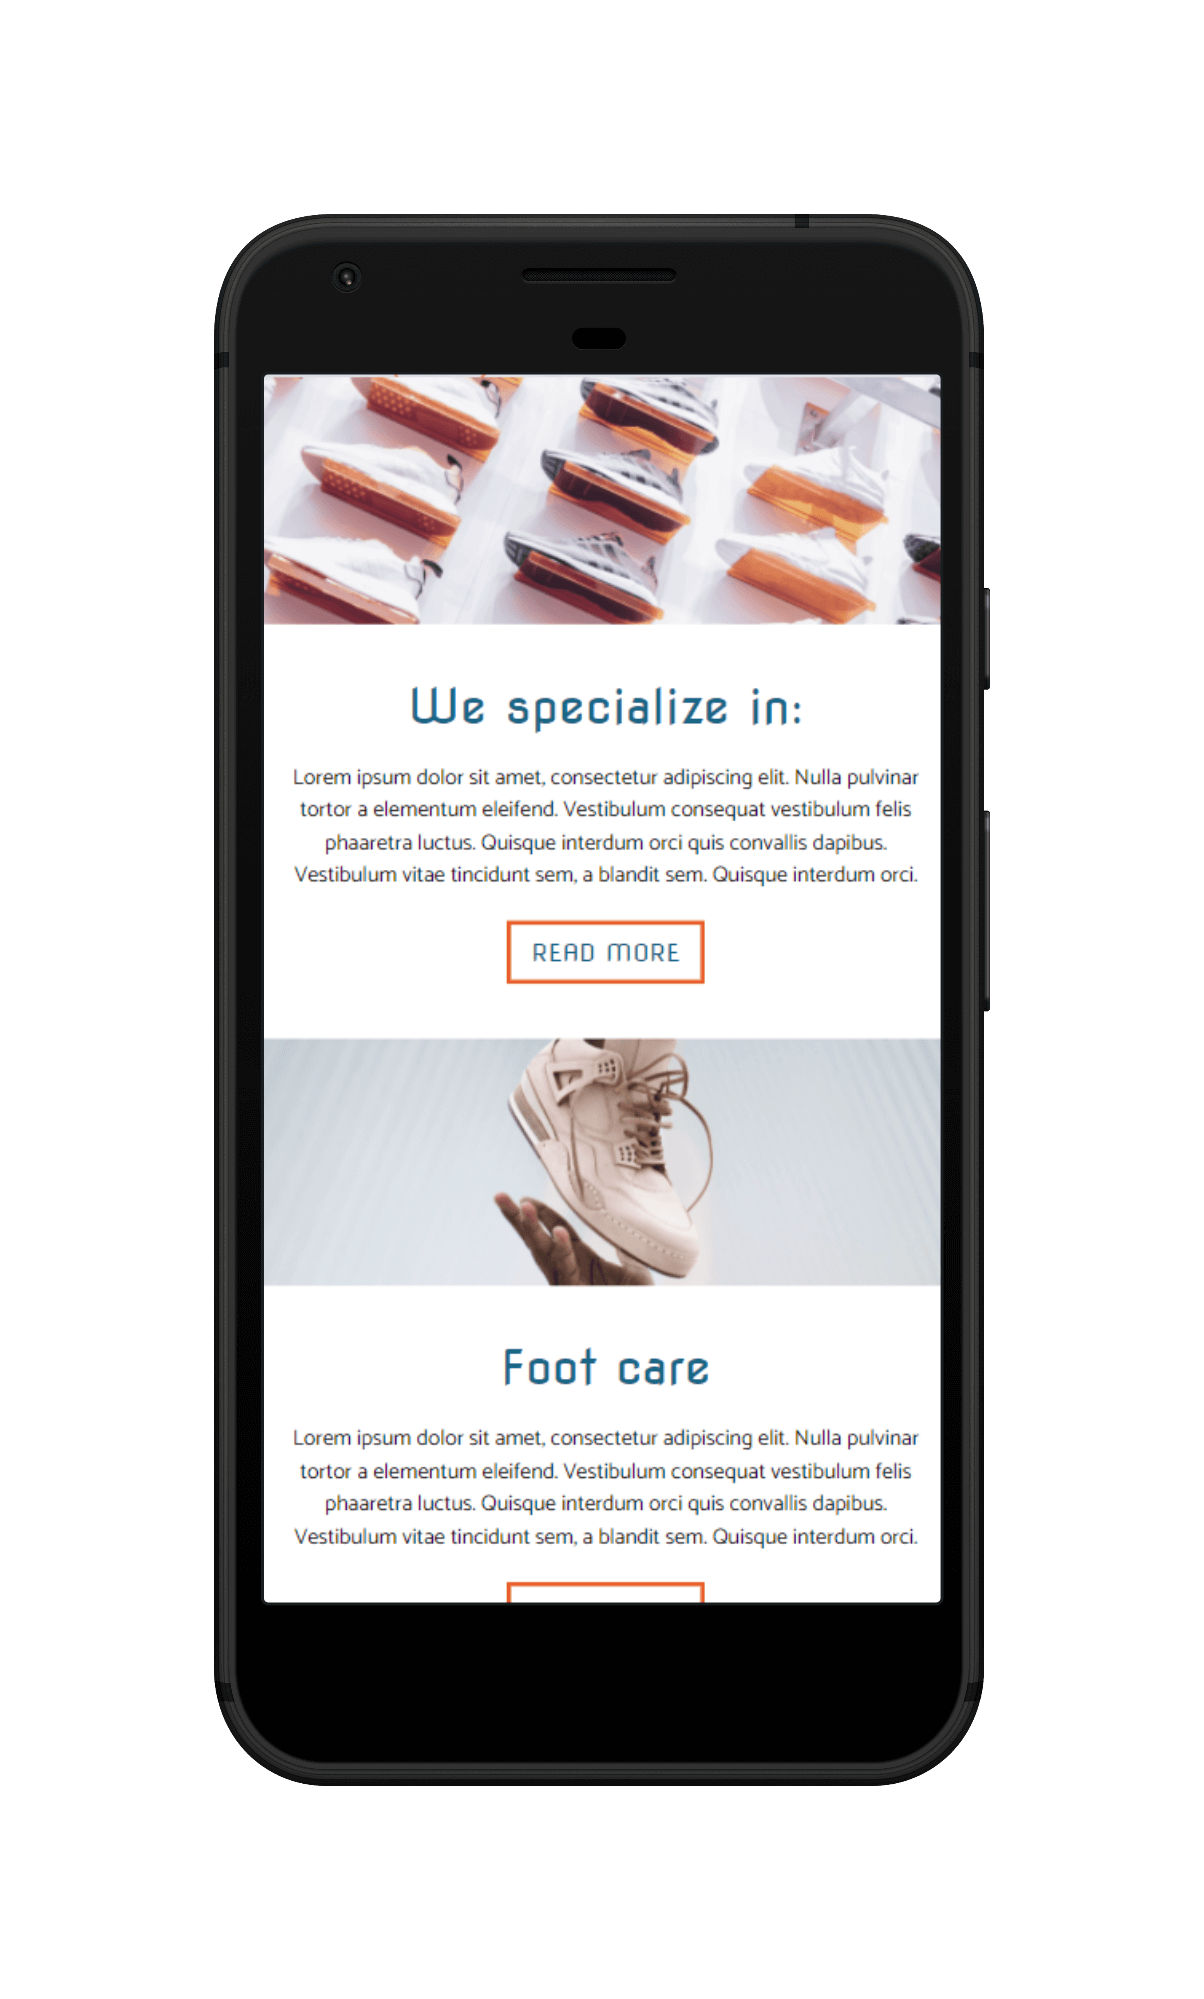 We specialize in:
Lorem ipsum dolor sit amet, consectetur adipiscing elit. Nulla pulvinar
tortor a elementum eleifend. Vestibulum consequat vestibulum felis
phaaretra luctus. Quisque interdum orci quis convallis dapibus.
Vestibulum vitae tincidunt sem, a blandit sem. Quisque interdum orci.
READ MORE
Foot care
Lorem ipsum dolor sit amet, consectetur adipiscing elit. Nulla pulvinar
tortor a elementum eleifend. Vestibulum consequat vestibulum felis
phaaretra luctus. Quisque interdum orci quis convallis dapibus.
Vestibulum vitae tincidunt sem, a blandit sem. Quisque interdum orci.